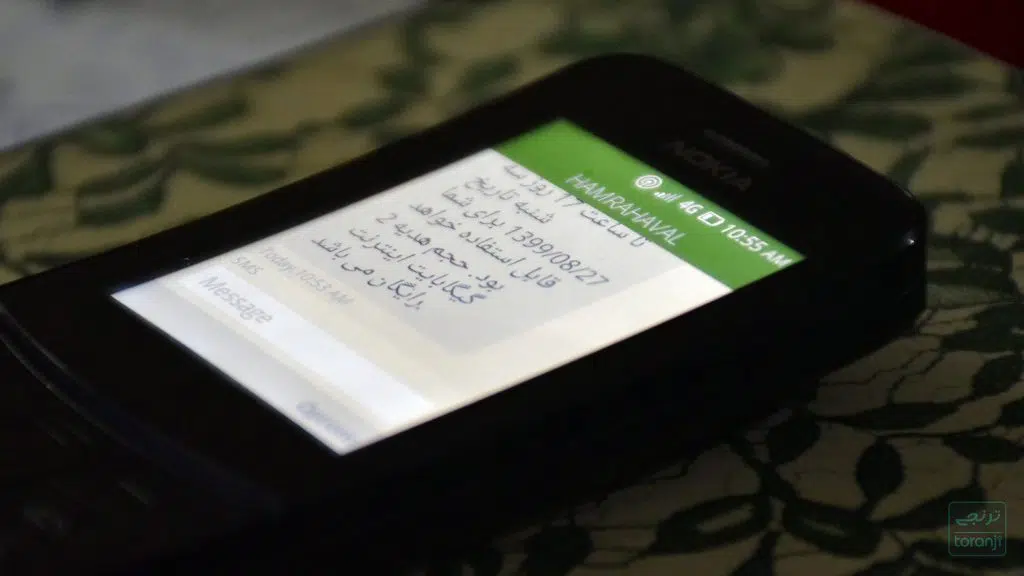 NOKIA
4G 10:55 AM
HAMRAHAVAL
تا ساعت 17 روز سه
شنبه تاریخ
1399/08/27 برای شما
قابل استفاده خواهد
بود. حجم هدیه 2
گیگابایت اینترنت
رایگان می باشد.
Today, 10:53 AM
SMS
Message
Options
ترنجی
toranji